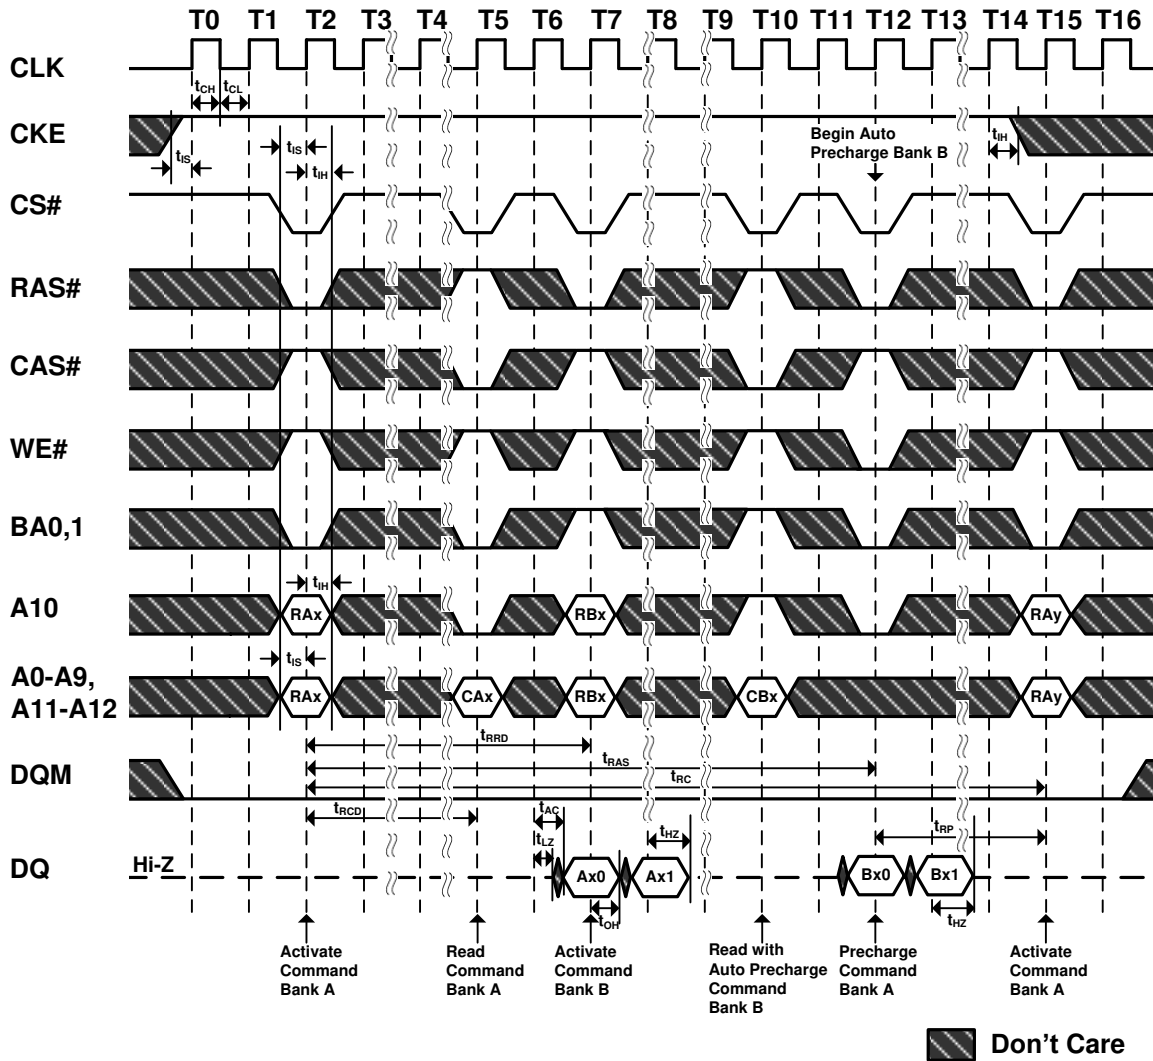 T0 T1 T2 T3 T4 T5 T6 T7 T8 T9 T10 T11 T12 T13 T14 T15 T16
CLK
tCH tCL
CKE
tIS
tIS
tIH
Begin Auto
Precharge Bank B
tIH
CS#
RAS#
CAS#
WE#
BA0,1
tIH
A10
RAx RBx RAy
tIS
A0-A9,
A11-A12
RAx CAx RBx CBx RAy
tRRD
tRAS
tRC
DQM
tRCD
tAC
tLZ
tHZ
tRP
DQ
Hi-Z
Ax0 Ax1 Bx0 Bx1
tOH
tHZ
Activate
Command
Bank A
Read
Command
Bank A
Activate
Command
Bank B
Read with
Auto Precharge
Command
Bank B
Precharge
Command
Bank A
Activate
Command
Bank A
Don't Care